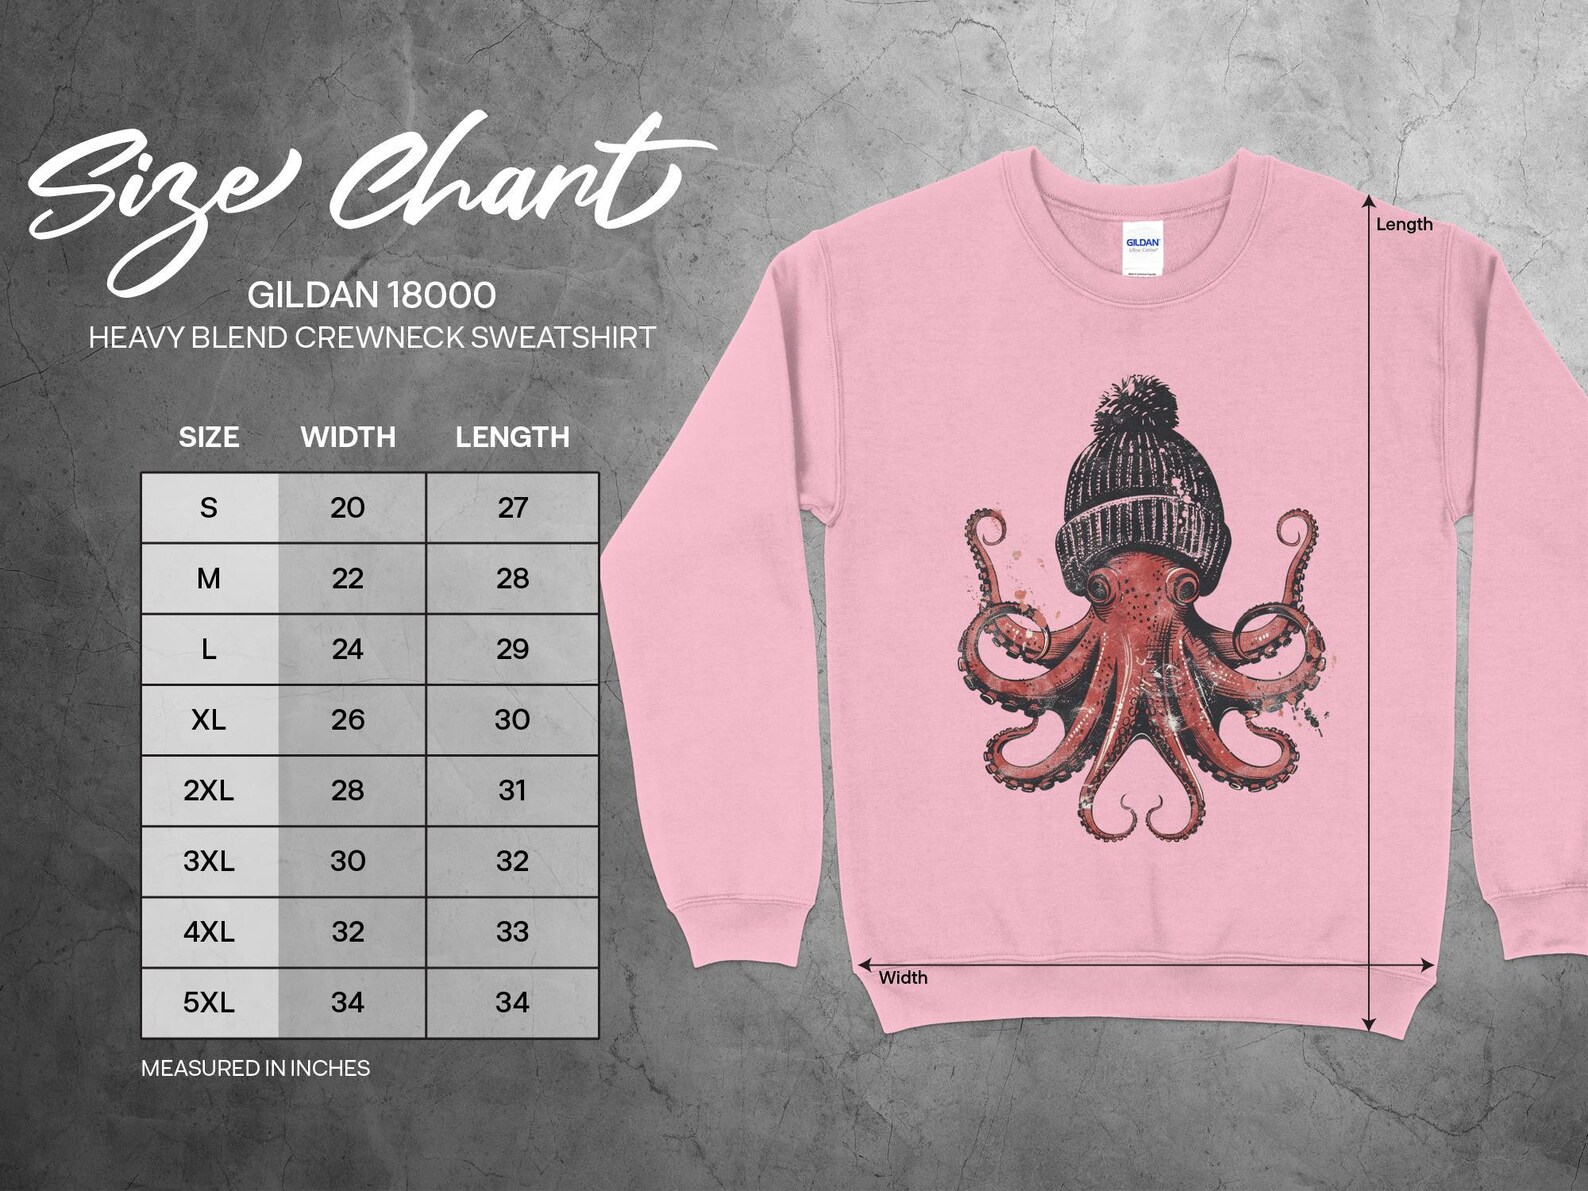 Size Chart
GILDAN 18000
HEAVY BLEND CREWNECK SWEATSHIRT
SIZE WIDTH LENGTH
S 20 27
M 22 28
L 24 29
XL 26 30
2XL 28 31
3XL 30 32
4XL 32 33
5XL 34 34
MEASURED IN INCHES
GILDAN
Length
Width